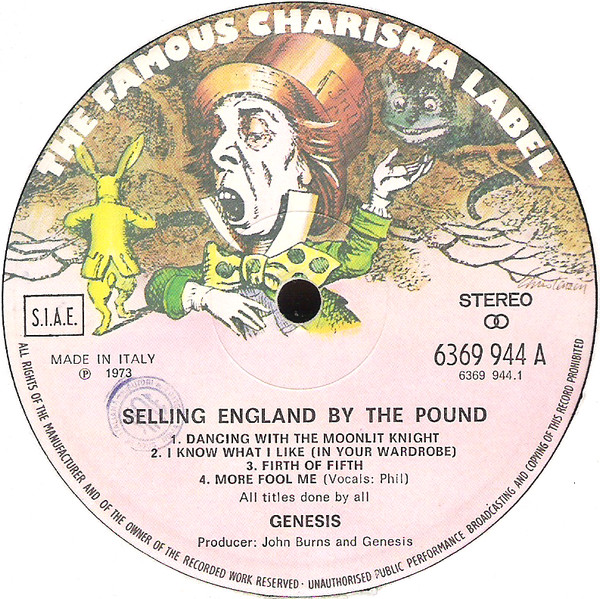 THE FAMOUS CHARISMA LABEL
S.I.A.E.
STEREO
MADE IN ITALY
℗ 1973
6369 944 A
6369 944.1
SELLING ENGLAND BY THE POUND
1. DANCING WITH THE MOONLIT KNIGHT
2. I KNOW WHAT I LIKE (IN YOUR WARDROBE)
3. FIRTH OF FIFTH
4. MORE FOOL ME (Vocals: Phil)
All titles done by all
GENESIS
Producer: John Burns and Genesis
ALL RIGHTS OF THE MANUFACTURER AND OF THE OWNER OF THE RECORDED WORK RESERVED · UNAUTHORISED PUBLIC PERFORMANCE BROADCASTING AND COPYING OF THIS RECORD PROHIBITED